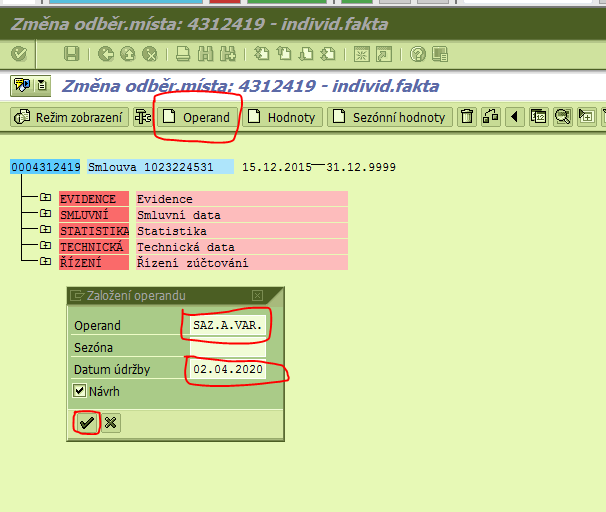 Změna odběr.místa: 4312419 - individ.fakta
Změna odběr.místa: 4312419 - individ.fakta
Režim zobrazení Operand Hodnoty Sezónní hodnoty
0004312419 Smlouva 1023224531 15.12.2015—31.12.9999
EVIDENCE Evidence
SMLUVNÍ Smluvní data
STATISTIKA Statistika
TECHNICKÁ Technická data
ŘÍZENÍ Řízení zúčtování
Založení operandu
Operand SAZ.A.VAR.
Sezóna
Datum údržby 02.04.2020
Návrh